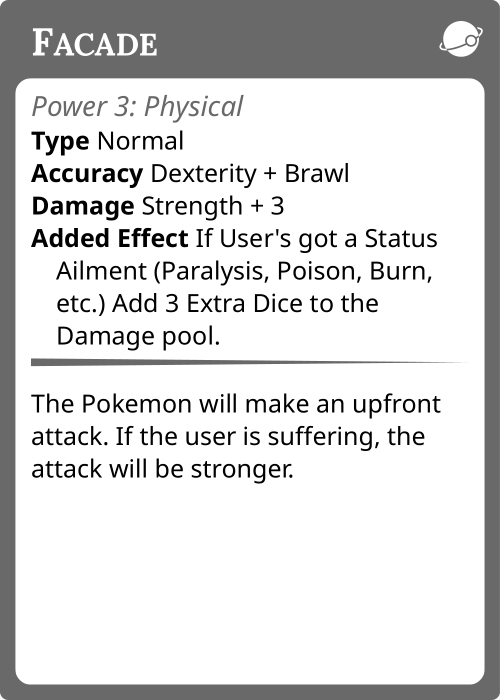 FACADE
Power 3: Physical
Type Normal
Accuracy Dexterity + Brawl
Damage Strength + 3
Added Effect If User's got a Status
Ailment (Paralysis, Poison, Burn,
etc.) Add 3 Extra Dice to the
Damage pool.
The Pokemon will make an upfront
attack. If the user is suffering, the
attack will be stronger.